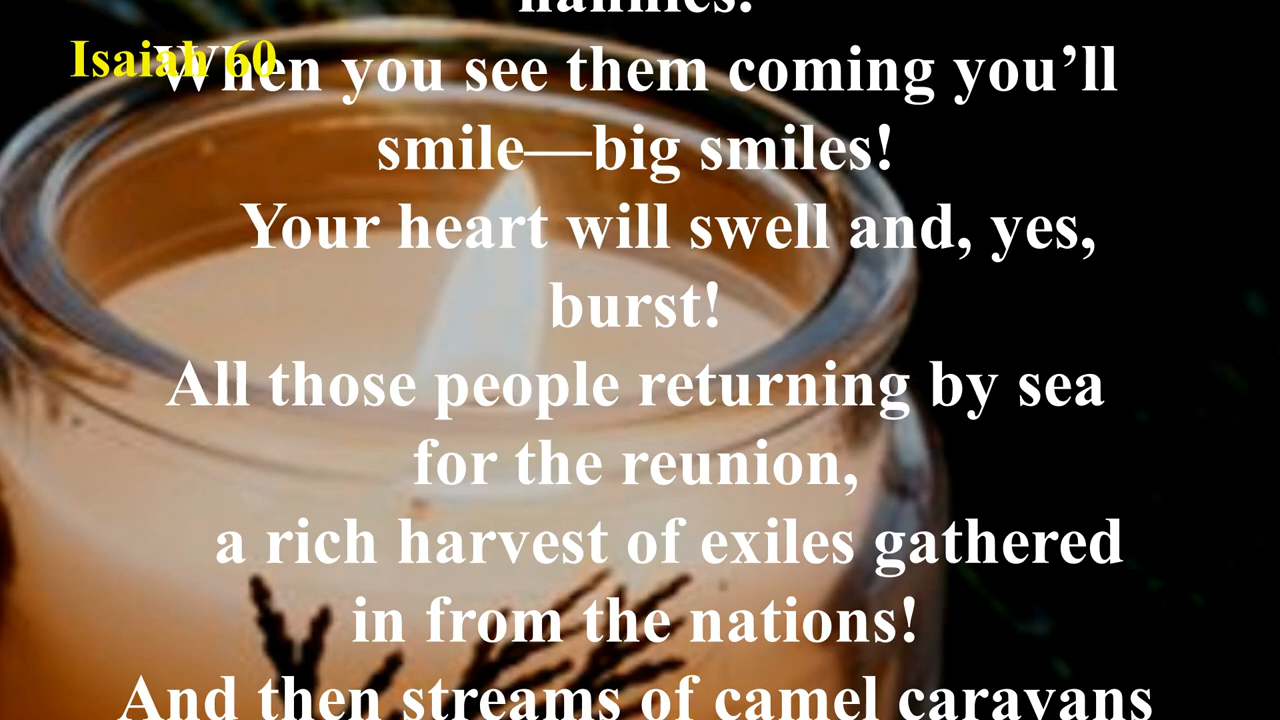 nannies.
Isaiah 60
When you see them coming you’ll
smile—big smiles!
Your heart will swell and, yes,
burst!
All those people returning by sea
for the reunion,
a rich harvest of exiles gathered
in from the nations!
And then streams of camel caravans